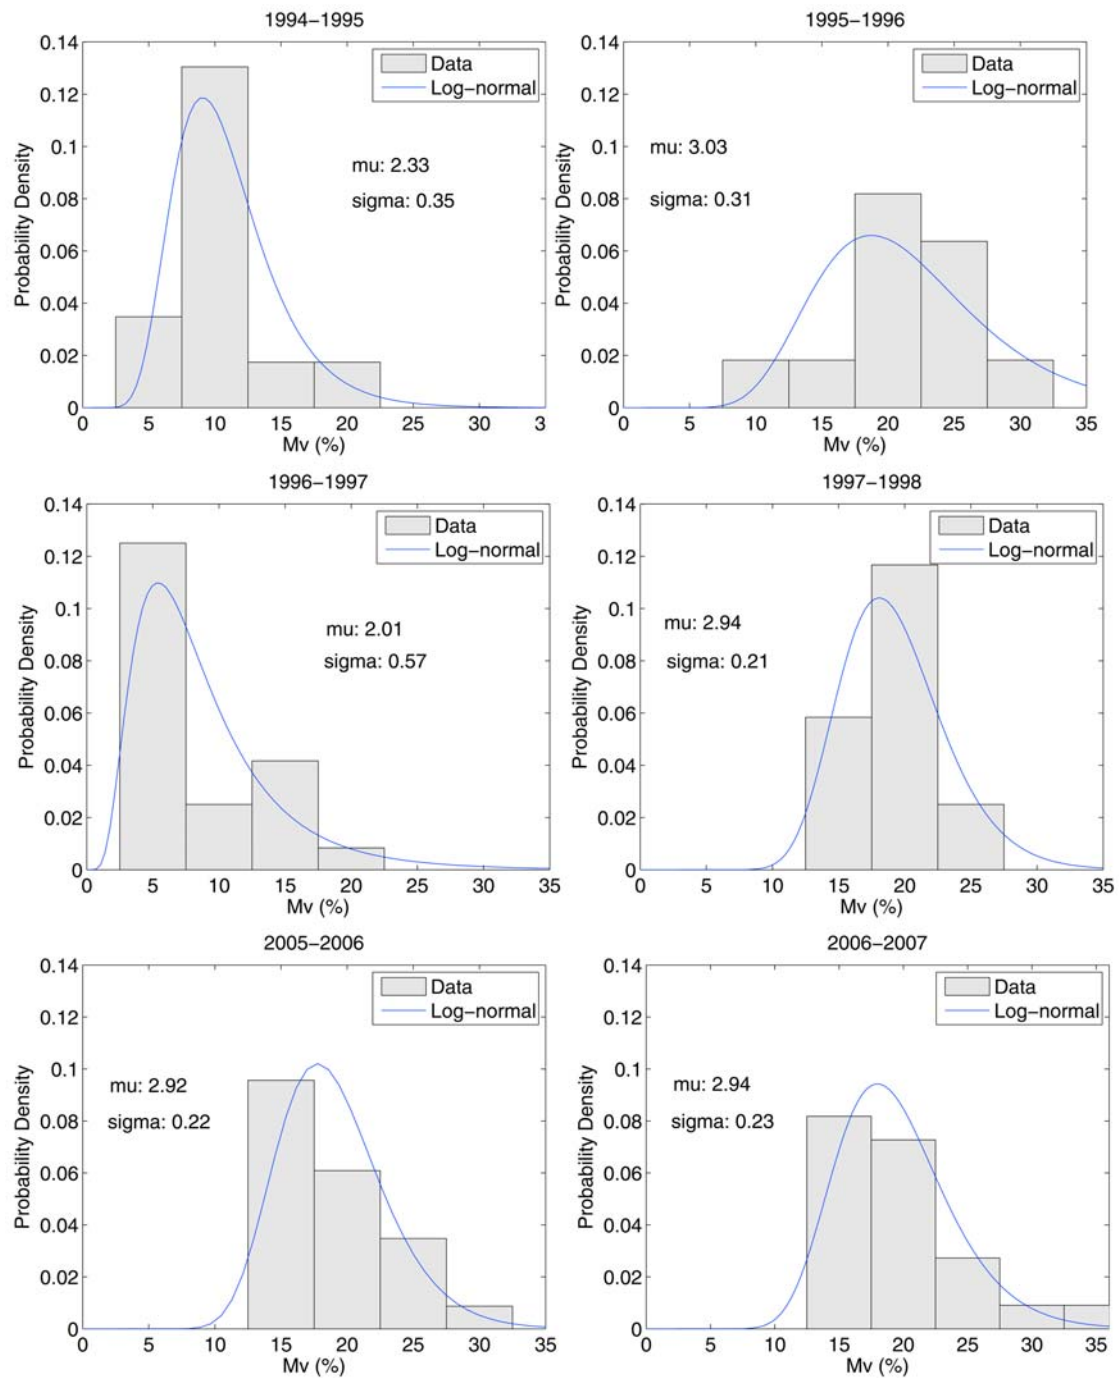 1994–1995
0.14
0.12
0.1
0.08
0.06
0.04
0.02
0
Probability Density
Data
Log–normal
mu: 2.33
sigma: 0.35
0 5 10 15 20 25 30 3
Mv (%)
1995–1996
0.14
0.12
0.1
0.08
0.06
0.04
0.02
0
Probability Density
Data
Log–normal
mu: 3.03
sigma: 0.31
0 5 10 15 20 25 30 35
Mv (%)
1996–1997
0.14
0.12
0.1
0.08
0.06
0.04
0.02
0
Probability Density
Data
Log–normal
mu: 2.01
sigma: 0.57
0 5 10 15 20 25 30 35
Mv (%)
1997–1998
0.14
0.12
0.1
0.08
0.06
0.04
0.02
0
Probability Density
Data
Log–normal
mu: 2.94
sigma: 0.21
0 5 10 15 20 25 30 35
Mv (%)
2005–2006
0.14
0.12
0.1
0.08
0.06
0.04
0.02
0
Probability Density
Data
Log–normal
mu: 2.92
sigma: 0.22
0 5 10 15 20 25 30 35
Mv (%)
2006–2007
0.14
0.12
0.1
0.08
0.06
0.04
0.02
0
Probability Density
Data
Log–normal
mu: 2.94
sigma: 0.23
0 5 10 15 20 25 30 35
Mv (%)